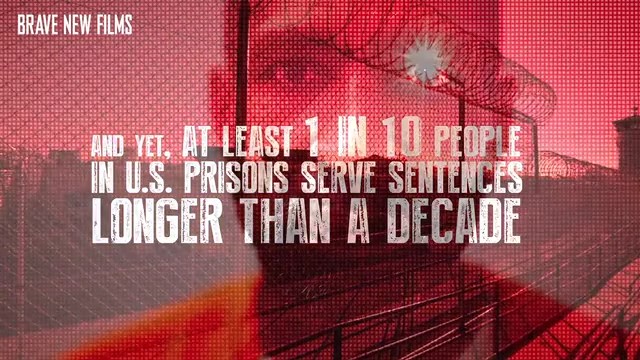 BRAVE NEW FILMS
AND YET, AT LEAST 1 IN 10 PEOPLE
IN U.S. PRISONS SERVE SENTENCES
LONGER THAN A DECADE